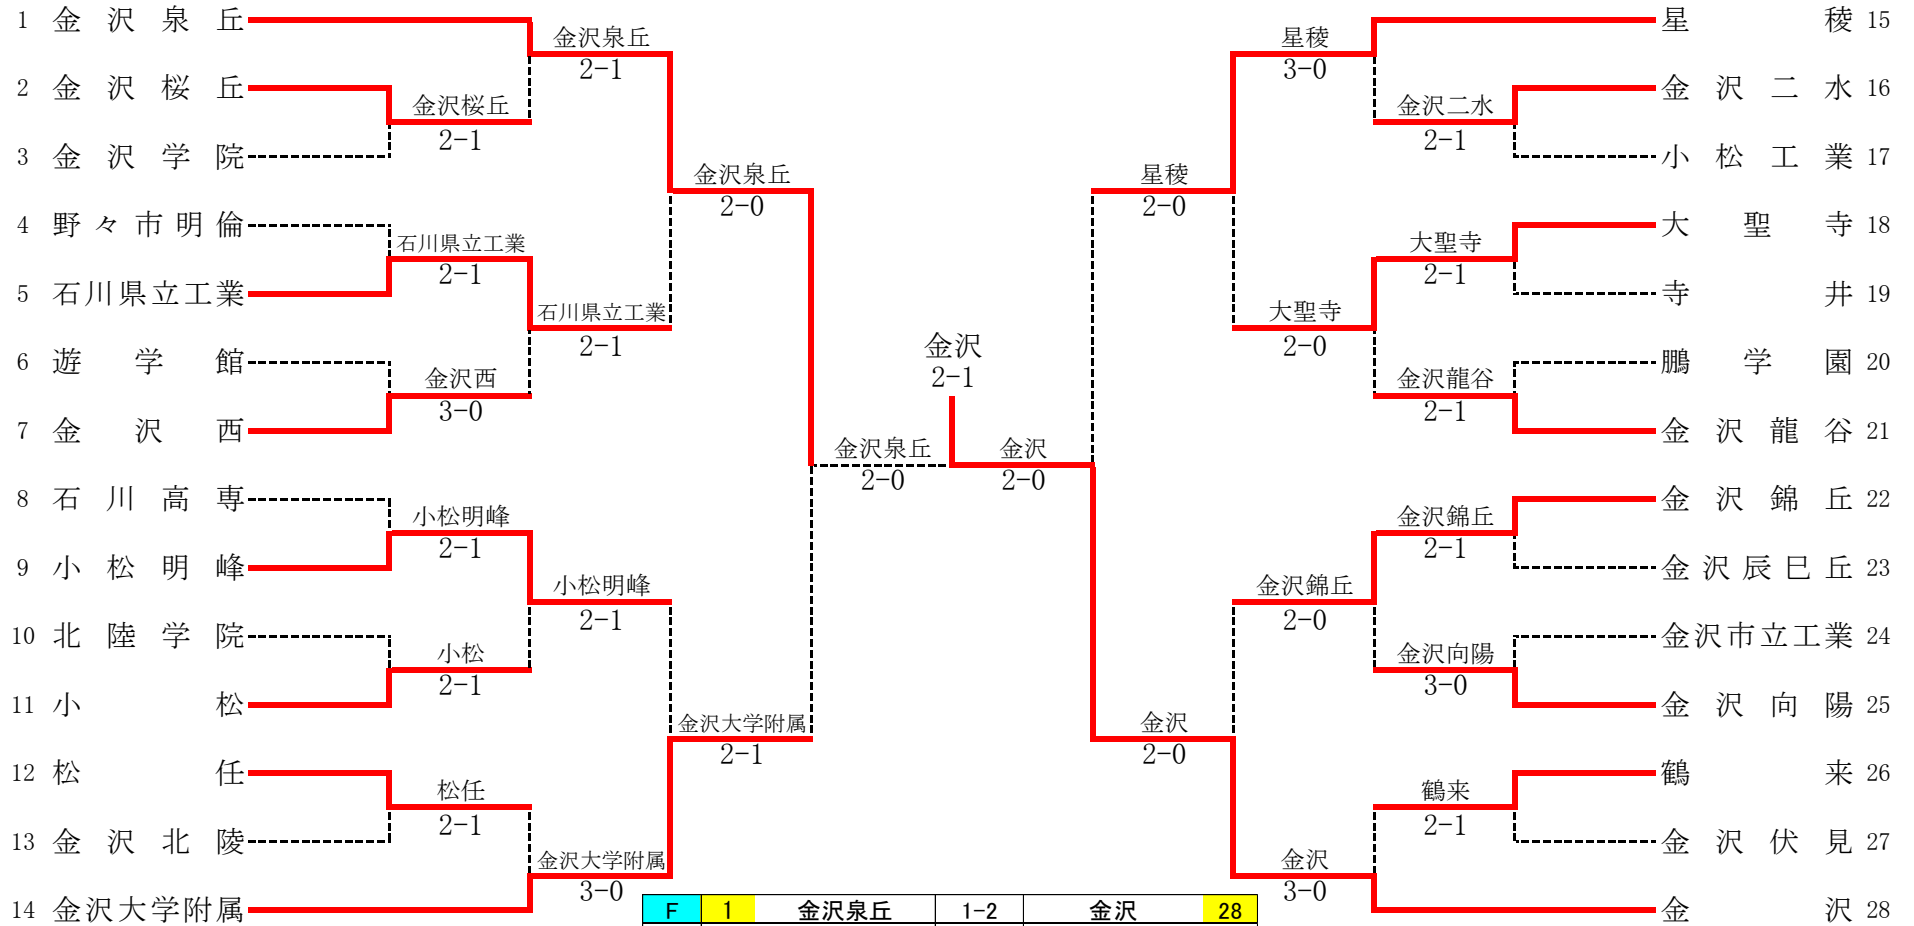 1 金沢泉丘
2 金沢桜丘
3 金沢学院
4 野々市明倫
5 石川県立工業
6 遊学館
7 金沢西
8 石川高専
9 小松明峰
10 北陸学院
11 小松
12 松任
13 金沢北陵
14 金沢大学附属
金沢桜丘
2-1
石川県立工業
2-1
金沢西
3-0
小松明峰
2-1
小松
2-1
松任
2-1
金沢泉丘
2-1
石川県立工業
2-1
小松明峰
2-1
金沢大学附属
3-0
金沢泉丘
2-0
金沢大学附属
2-1
金沢泉丘
2-0
金沢
2-1
金沢
2-0
星稜
2-0
金沢
2-0
星稜
3-0
大聖寺
2-0
金沢錦丘
2-0
金沢
3-0
金沢二水
2-1
大聖寺
2-1
金沢龍谷
2-1
金沢錦丘
2-1
金沢向陽
3-0
鶴来
2-1
星稜 15
金沢二水 16
小松工業 17
大聖寺 18
寺井 19
鵬学園 20
金沢龍谷 21
金沢錦丘 22
金沢辰巳丘 23
金沢市立工業 24
金沢向陽 25
鶴来 26
金沢伏見 27
金沢 28
F 1 金沢泉丘 1-2 金沢 28